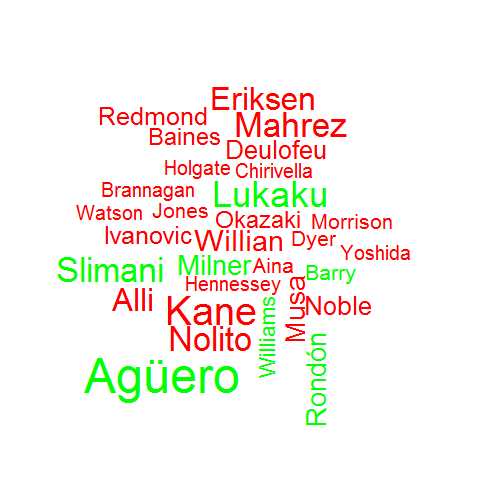 Eriksen
Redmond
Mahrez
Baines
Deulofeu
Holgate
Chirivella
Brannagan
Lukaku
Watson
Jones
Okazaki
Morrison
Ivanovic
Willian
Dyer
Yoshida
Slimani
Milner
Aina
Barry
Hennessey
Alli
Kane
Williams
Musa
Noble
Nolito
Rondón
Agüero